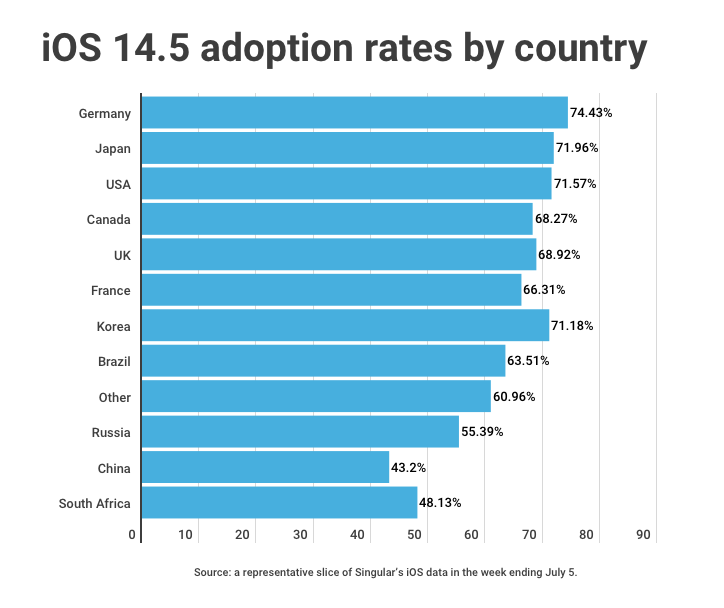 iOS 14.5 adoption rates by country
Germany 74.43%
Japan 71.96%
USA 71.57%
Canada 68.27%
UK 68.92%
France 66.31%
Korea 71.18%
Brazil 63.51%
Other 60.96%
Russia 55.39%
China 43.2%
South Africa 48.13%
0 10 20 30 40 50 60 70 80 90
Source: a representative slice of Singular's iOS data in the week ending July 5.